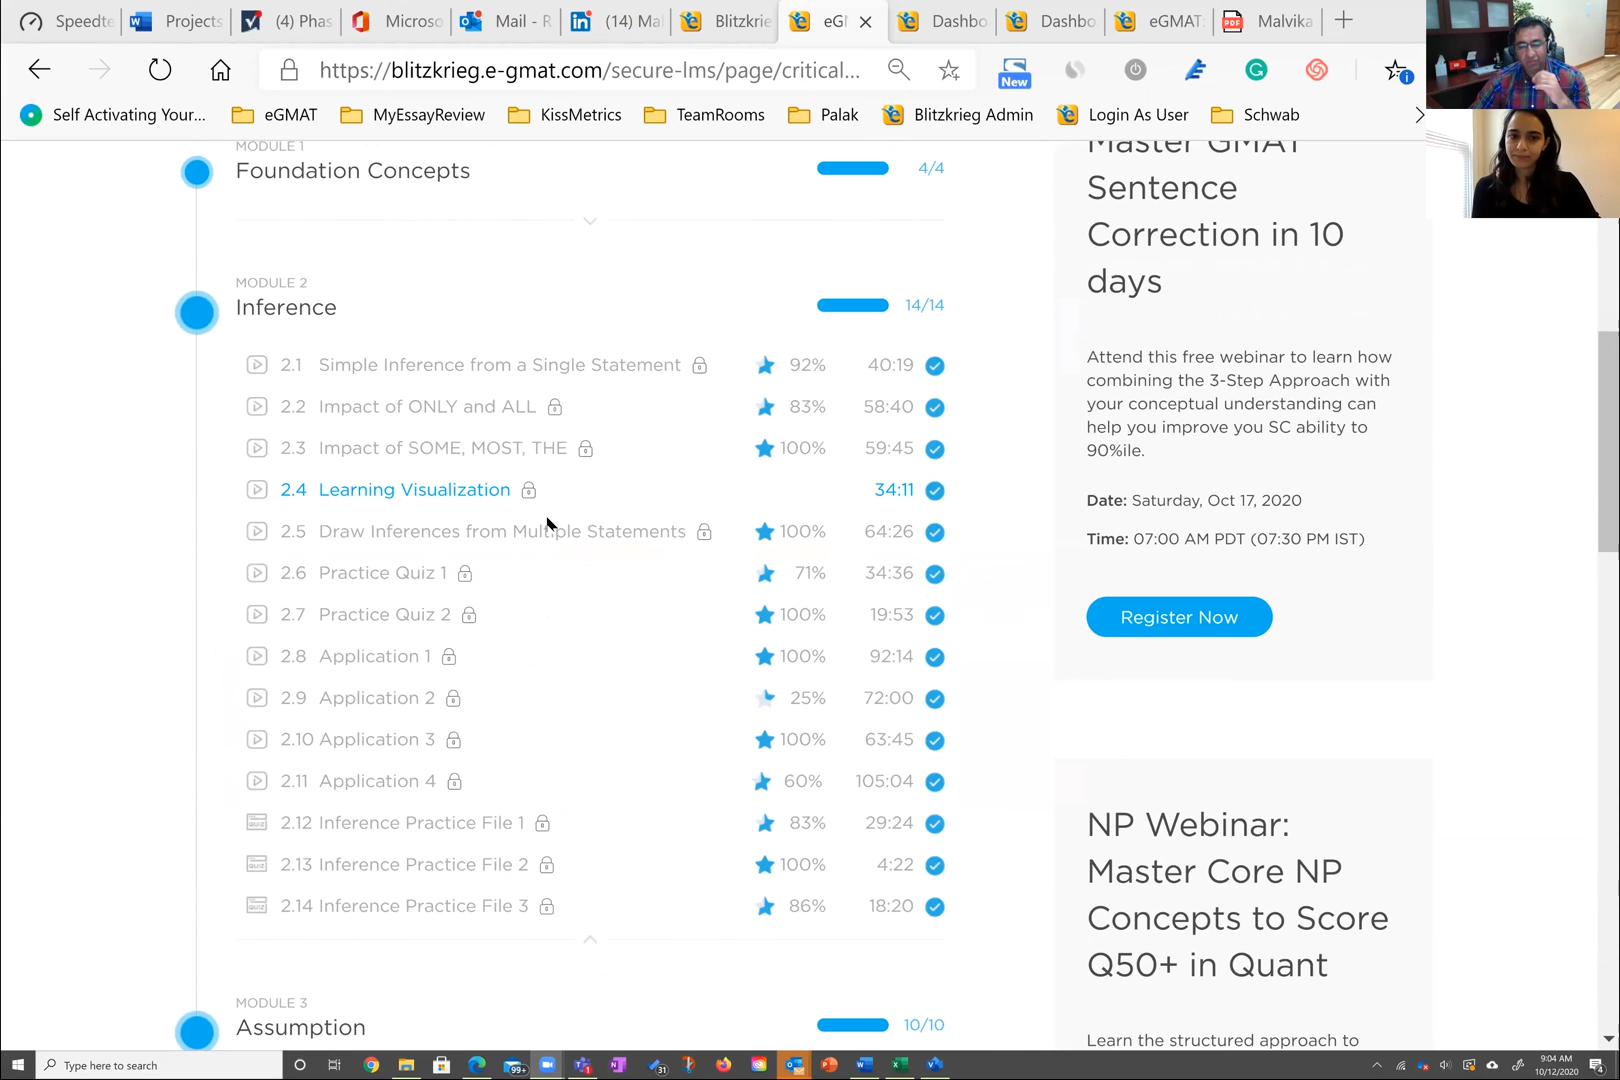 Speedte
Projects
(4) Phas
Microso
Mail - R
(14) Mal
Blitzkrie
eGI
Dashbo
Dashbo
eGMAT:
Malvika
https://blitzkrieg.e-gmat.com/secure-lms/page/critical...
New
Self Activating Your...
eGMAT
MyEssayReview
KissMetrics
TeamRooms
Palak
Blitzkrieg Admin
Login As User
Schwab
MODULE 1
Foundation Concepts
4/4
MODULE 2
Inference
14/14
2.1 Simple Inference from a Single Statement 92% 40:19
2.2 Impact of ONLY and ALL 83% 58:40
2.3 Impact of SOME, MOST, THE 100% 59:45
2.4 Learning Visualization 34:11
2.5 Draw Inferences from Multiple Statements 100% 64:26
2.6 Practice Quiz 1 71% 34:36
2.7 Practice Quiz 2 100% 19:53
2.8 Application 1 100% 92:14
2.9 Application 2 25% 72:00
2.10 Application 3 100% 63:45
2.11 Application 4 60% 105:04
QUIZ 2.12 Inference Practice File 1 83% 29:24
QUIZ 2.13 Inference Practice File 2 100% 4:22
QUIZ 2.14 Inference Practice File 3 86% 18:20
MODULE 3
Assumption
10/10
Master GMAT
Sentence
Correction in 10
days
Attend this free webinar to learn how
combining the 3-Step Approach with
your conceptual understanding can
help you improve you SC ability to
90%ile.
Date: Saturday, Oct 17, 2020
Time: 07:00 AM PDT (07:30 PM IST)
Register Now
NP Webinar:
Master Core NP
Concepts to Score
Q50+ in Quant
Learn the structured approach to
Type here to search
99+
31
9:04 AM
10/12/2020
4